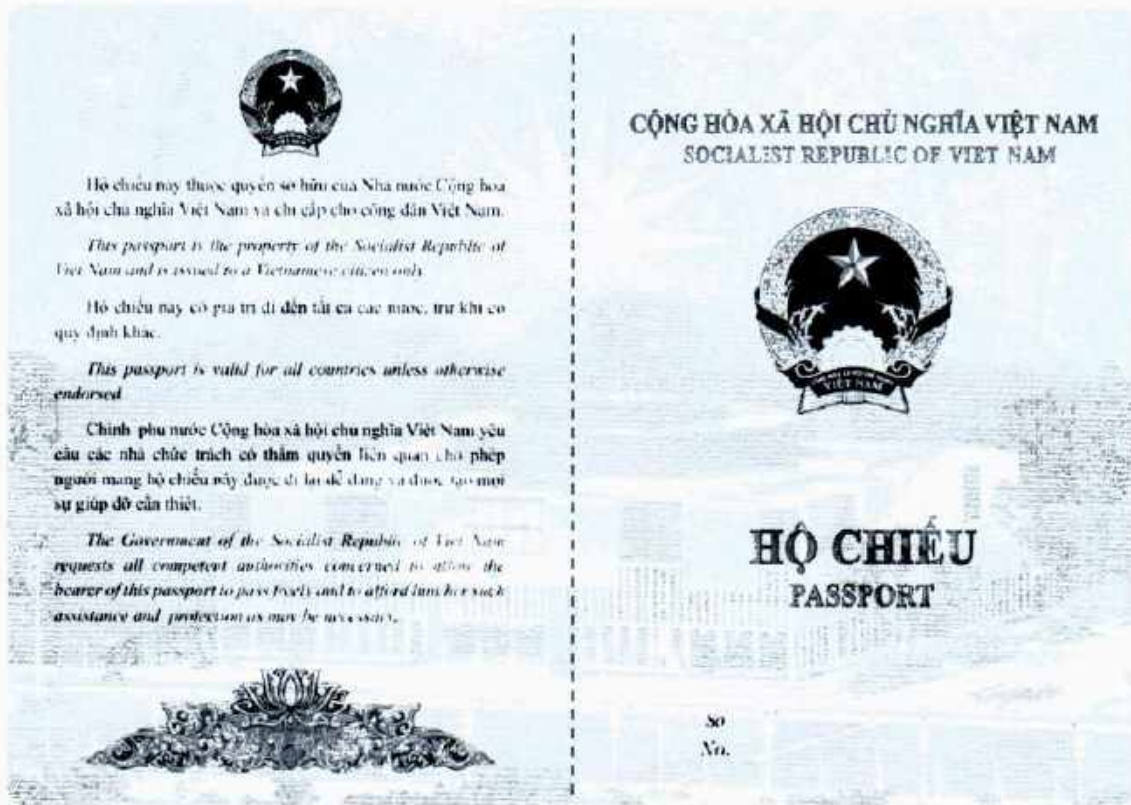 VIỆT NAM
Hộ chiếu này thuộc quyền sở hữu của Nhà nước Cộng hòa
xã hội chủ nghĩa Việt Nam và chỉ cấp cho công dân Việt Nam.
This passport is the property of the Socialist Republic of
Viet Nam and is issued to a Vietnamese citizen only
Hộ chiếu này có giá trị đi đến tất cả các nước, trừ khi có
quy định khác.
This passport is valid for all countries unless otherwise
endorsed
Chính phủ nước Cộng hòa xã hội chủ nghĩa Việt Nam yêu
cầu các nhà chức trách có thẩm quyền liên quan cho phép
người mang hộ chiếu này được đi lại dễ dàng và được tạo mọi
sự giúp đỡ cần thiết.
The Government of the Socialist Republic of Viet Nam
requests all competent authorities concerned to allow the
bearer of this passport to pass freely and to afford him her such
assistance and protection as may be necessary.
CỘNG HÒA XÃ HỘI CHỦ NGHĨA VIỆT NAM
SOCIALIST REPUBLIC OF VIET NAM
CỘNG HÒA XÃ HỘI CHỦ NGHĨA
VIỆT NAM
HỘ CHIẾU
PASSPORT
Số
No.